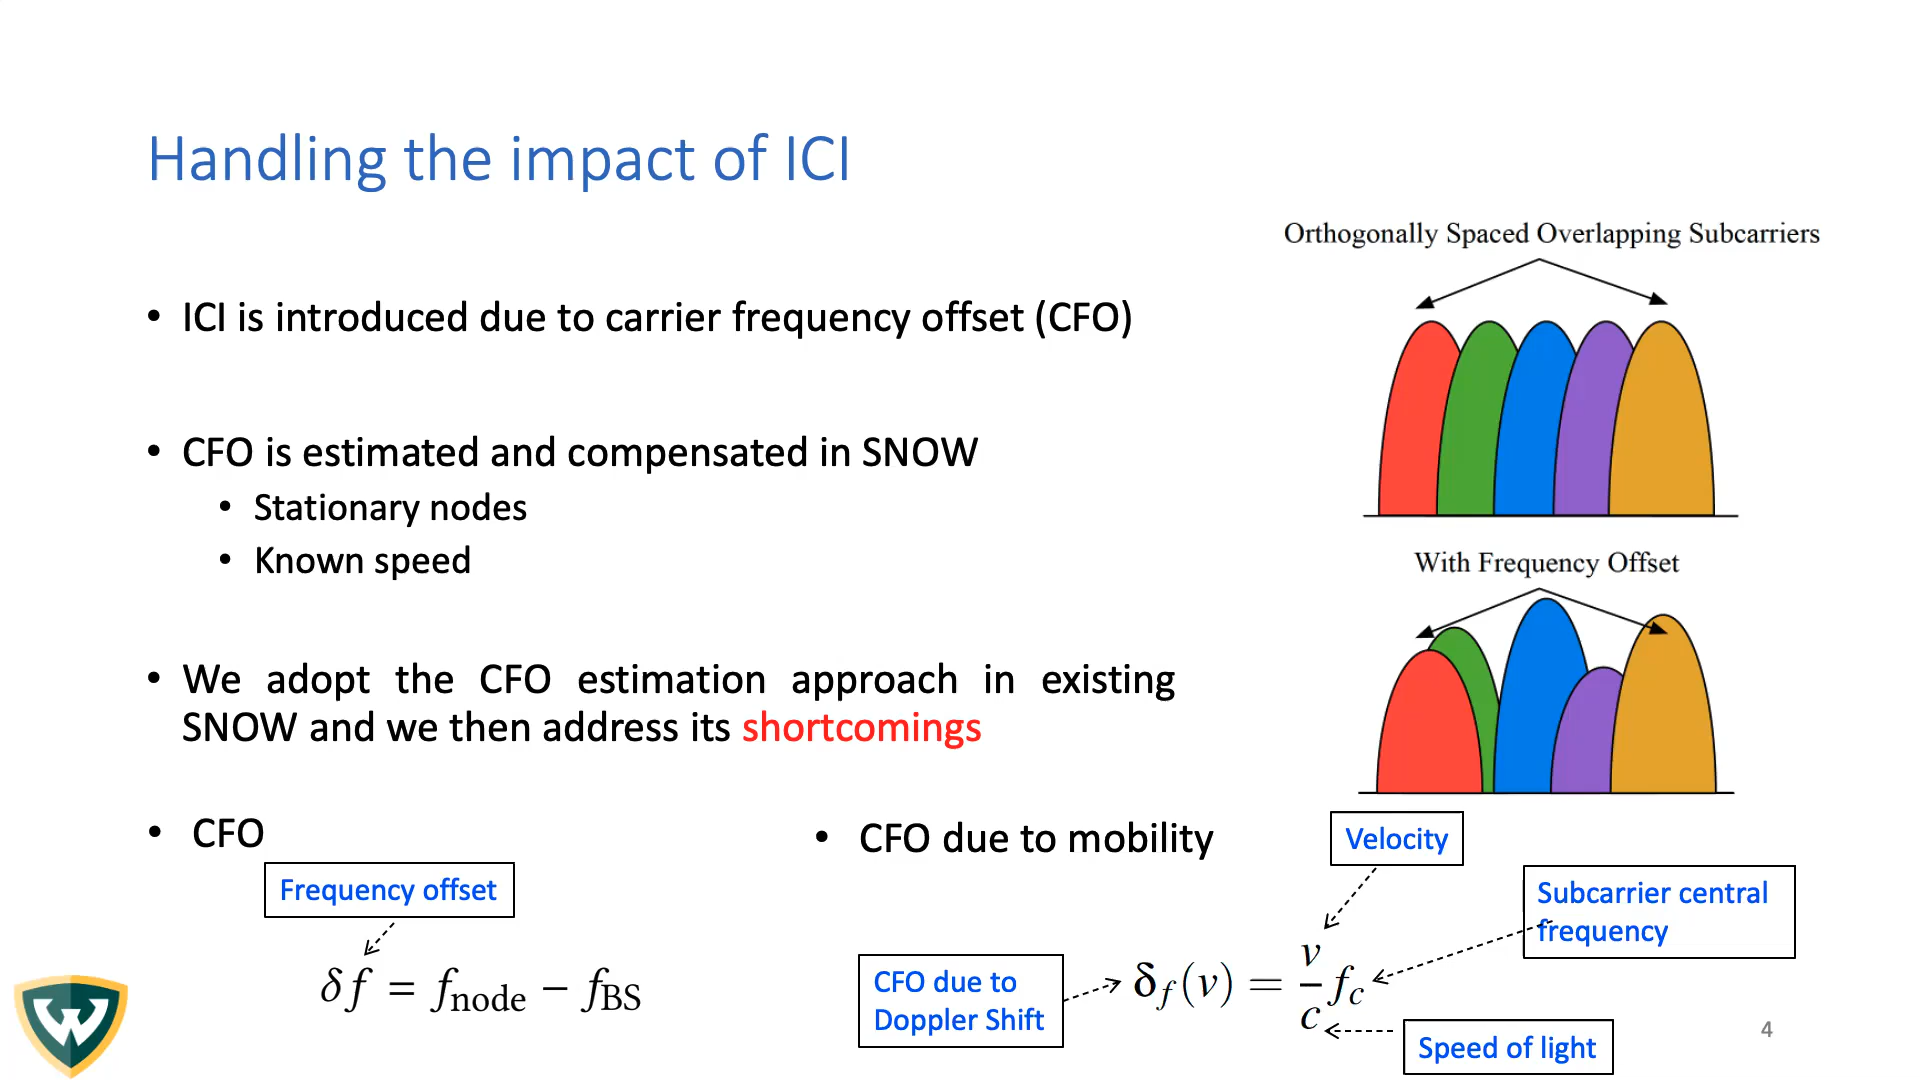 Handling the impact of ICI
Orthogonally Spaced Overlapping Subcarriers
• ICI is introduced due to carrier frequency offset (CFO)
• CFO is estimated and compensated in SNOW
• Stationary nodes
• Known speed
With Frequency Offset
• We adopt the CFO estimation approach in existing
SNOW and we then address its shortcomings
• CFO
Frequency offset
δf = f_node − f_BS
• CFO due to mobility
Velocity
Subcarrier central
frequency
CFO due to
Doppler Shift
δ_f(v) = v/c f_c
Speed of light
W
4